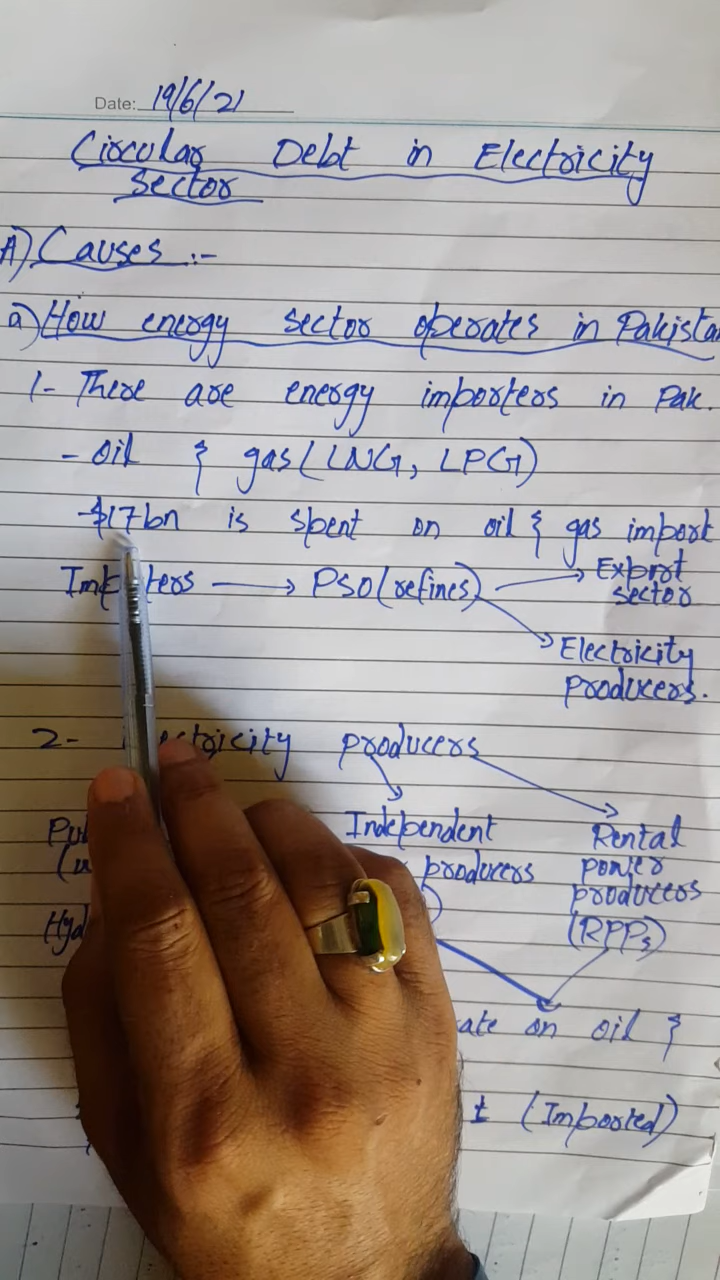 Date: 19/6/21
Circular Debt in Electricity
Sector
A) Causes :-
a) How energy sector operates in Pakistan
1- There are energy importers in Pak.
- Oil & gas (LNG, LPG)
- $17bn is spent on oil & gas import
Importers → PSO (refines) → Export
sector
→ Electricity
producers.
2- Electricity producers
Independent Rental
producers power
producers
(RPPs)
on oil &
(Imported)